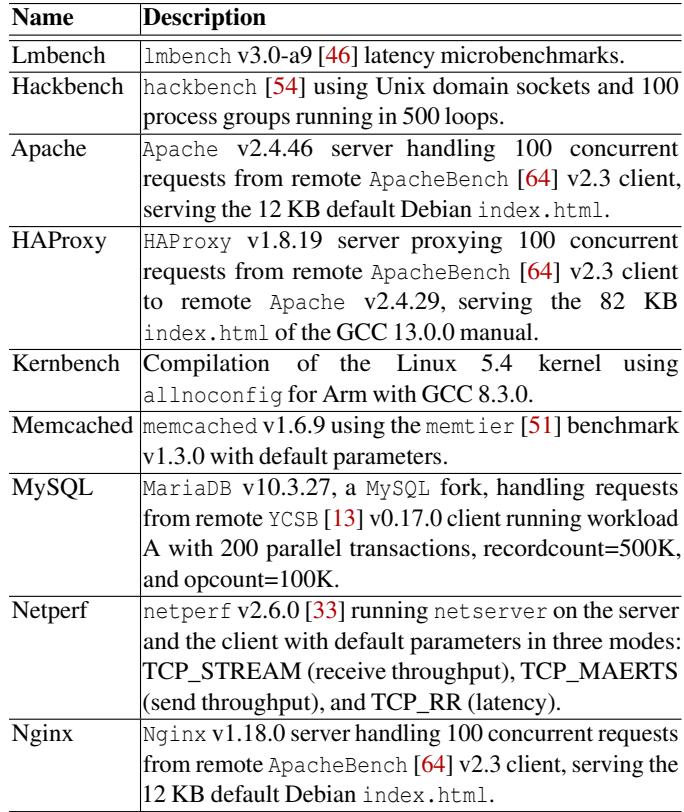 Name Description
Lmbench lmbench v3.0-a9 [46] latency microbenchmarks.
Hackbench hackbench [54] using Unix domain sockets and 100
process groups running in 500 loops.
Apache Apache v2.4.46 server handling 100 concurrent
requests from remote ApacheBench [64] v2.3 client,
serving the 12 KB default Debian index.html.
HAProxy HAProxy v1.8.19 server proxying 100 concurrent
requests from remote ApacheBench [64] v2.3 client
to remote Apache v2.4.29, serving the 82 KB
index.html of the GCC 13.0.0 manual.
Kernbench Compilation of the Linux 5.4 kernel using
allnoconfig for Arm with GCC 8.3.0.
Memcached memcached v1.6.9 using the memtier [51] benchmark
v1.3.0 with default parameters.
MySQL MariaDB v10.3.27, a MySQL fork, handling requests
from remote YCSB [13] v0.17.0 client running workload
A with 200 parallel transactions, recordcount=500K,
and opcount=100K.
Netperf netperf v2.6.0 [33] running netserver on the server
and the client with default parameters in three modes:
TCP_STREAM (receive throughput), TCP_MAERTS
(send throughput), and TCP_RR (latency).
Nginx Nginx v1.18.0 server handling 100 concurrent requests
from remote ApacheBench [64] v2.3 client, serving the
12 KB default Debian index.html.